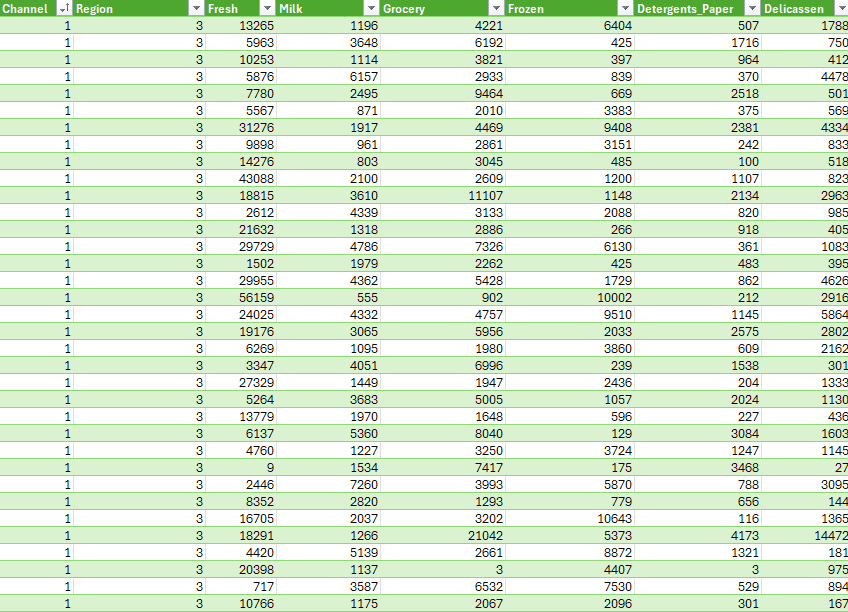 Channel Region Fresh Milk Grocery Frozen Detergents_Paper Delicassen
1 3 13265 1196 4221 6404 507 1788
1 3 5963 3648 6192 425 1716 750
1 3 10253 1114 3821 397 964 412
1 3 5876 6157 2933 839 370 4478
1 3 7780 2495 9464 669 2518 501
1 3 5567 871 2010 3383 375 569
1 3 31276 1917 4469 9408 2381 4334
1 3 9898 961 2861 3151 242 833
1 3 14276 803 3045 485 100 518
1 3 43088 2100 2609 1200 1107 823
1 3 18815 3610 11107 1148 2134 2963
1 3 2612 4339 3133 2088 820 985
1 3 21632 1318 2886 266 918 405
1 3 29729 4786 7326 6130 361 1083
1 3 1502 1979 2262 425 483 395
1 3 29955 4362 5428 1729 862 4626
1 3 56159 555 902 10002 212 2916
1 3 24025 4332 4757 9510 1145 5864
1 3 19176 3065 5956 2033 2575 2802
1 3 6269 1095 1980 3860 609 2162
1 3 3347 4051 6996 239 1538 301
1 3 27329 1449 1947 2436 204 1333
1 3 5264 3683 5005 1057 2024 1130
1 3 13779 1970 1648 596 227 436
1 3 6137 5360 8040 129 3084 1603
1 3 4760 1227 3250 3724 1247 1145
1 3 9 1534 7417 175 3468 27
1 3 2446 7260 3993 5870 788 3095
1 3 8352 2820 1293 779 656 144
1 3 16705 2037 3202 10643 116 1365
1 3 18291 1266 21042 5373 4173 14472
1 3 4420 5139 2661 8872 1321 181
1 3 20398 1137 3 4407 3 975
1 3 717 3587 6532 7530 529 894
1 3 10766 1175 2067 2096 301 167